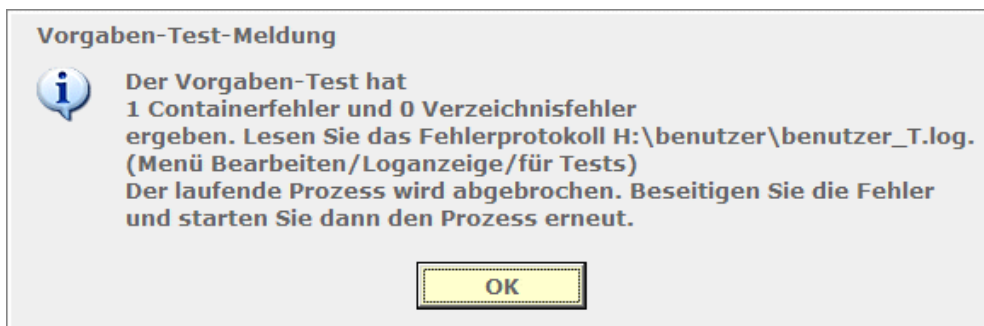 Vorgaben-Test-Meldung
Der Vorgaben-Test hat
1 Containerfehler und 0 Verzeichnisfehler
ergeben. Lesen Sie das Fehlerprotokoll H:\benutzer\benutzer_T.log.
(Menü Bearbeiten/Loganzeige/für Tests)
Der laufende Prozess wird abgebrochen. Beseitigen Sie die Fehler
und starten Sie dann den Prozess erneut.
OK